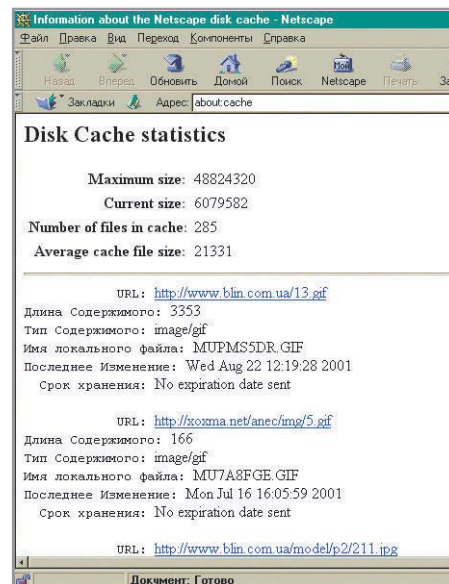 Information about the Netscape disk cache - Netscape
Файл Правка Вид Переход Компоненты Справка
Назад Вперед Обновить Домой Поиск Netscape Печать
Закладки Адрес: about:cache
Disk Cache statistics
Maximum size: 48824320
Current size: 6079582
Number of files in cache: 285
Average cache file size: 21331
URL: http://www.blin.com.ua/13.gif
Длина Содержимого: 3353
Тип Содержимого: image/gif
Имя локального файла: MUPMS5DR.GIF
Последнее Изменение: Wed Aug 22 12:19:28 2001
Срок хранения: No expiration date sent
URL: http://xoxma.net/anec/img/5.gif
Длина Содержимого: 166
Тип Содержимого: image/gif
Имя локального файла: MU7A8FGE.GIF
Последнее Изменение: Mon Jul 16 16:05:59 2001
Срок хранения: No expiration date sent
URL: http://www.blin.com.ua/model/p2/211.jpg
Документ: Готово